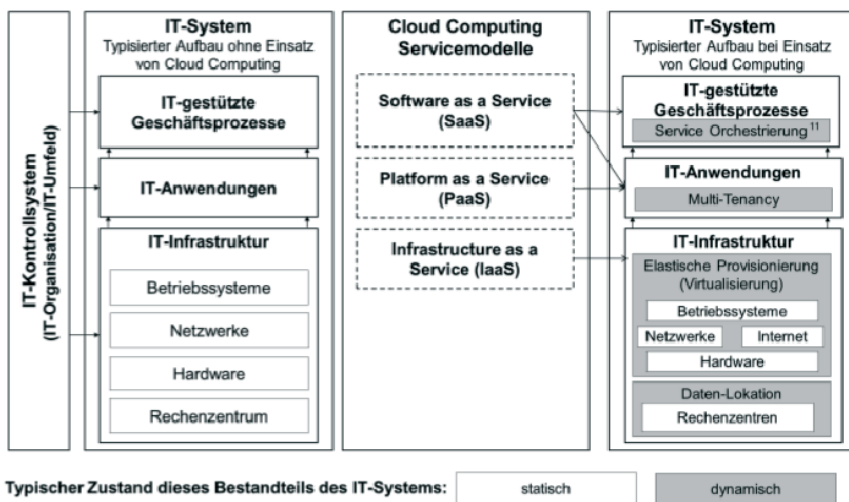 IT-Kontrollsystem
(IT-Organisation/IT-Umfeld)
IT-System
Typisierter Aufbau ohne Einsatz
von Cloud Computing
IT-gestützte
Geschäftsprozesse
IT-Anwendungen
IT-Infrastruktur
Betriebssysteme
Netzwerke
Hardware
Rechenzentrum
Cloud Computing
Servicemodelle
Software as a Service
(SaaS)
Platform as a Service
(PaaS)
Infrastructure as a
Service (IaaS)
IT-System
Typisierter Aufbau bei Einsatz
von Cloud Computing
IT-gestützte
Geschäftsprozesse
Service Orchestrierung¹¹
IT-Anwendungen
Multi-Tenancy
IT-Infrastruktur
Elastische Provisionierung
(Virtualisierung)
Betriebssysteme
Netzwerke Internet
Hardware
Daten-Lokation
Rechenzentren
Typischer Zustand dieses Bestandteils des IT-Systems: statisch dynamisch